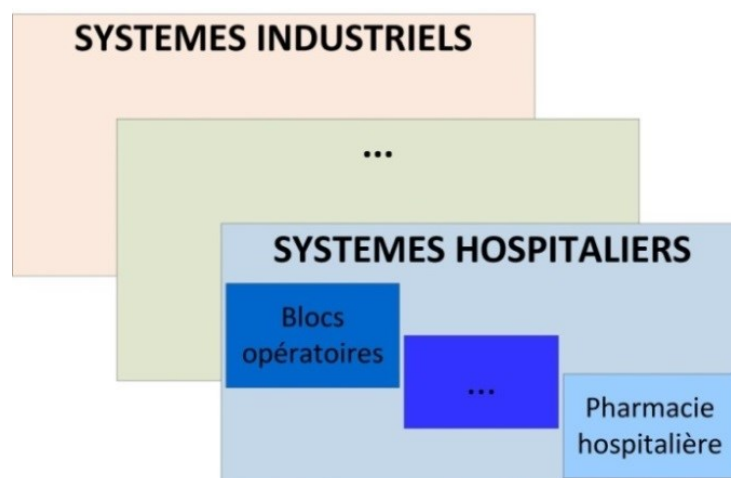 SYSTEMES INDUSTRIELS
...
SYSTEMES HOSPITALIERS
Blocs
opératoires
...
Pharmacie
hospitalière